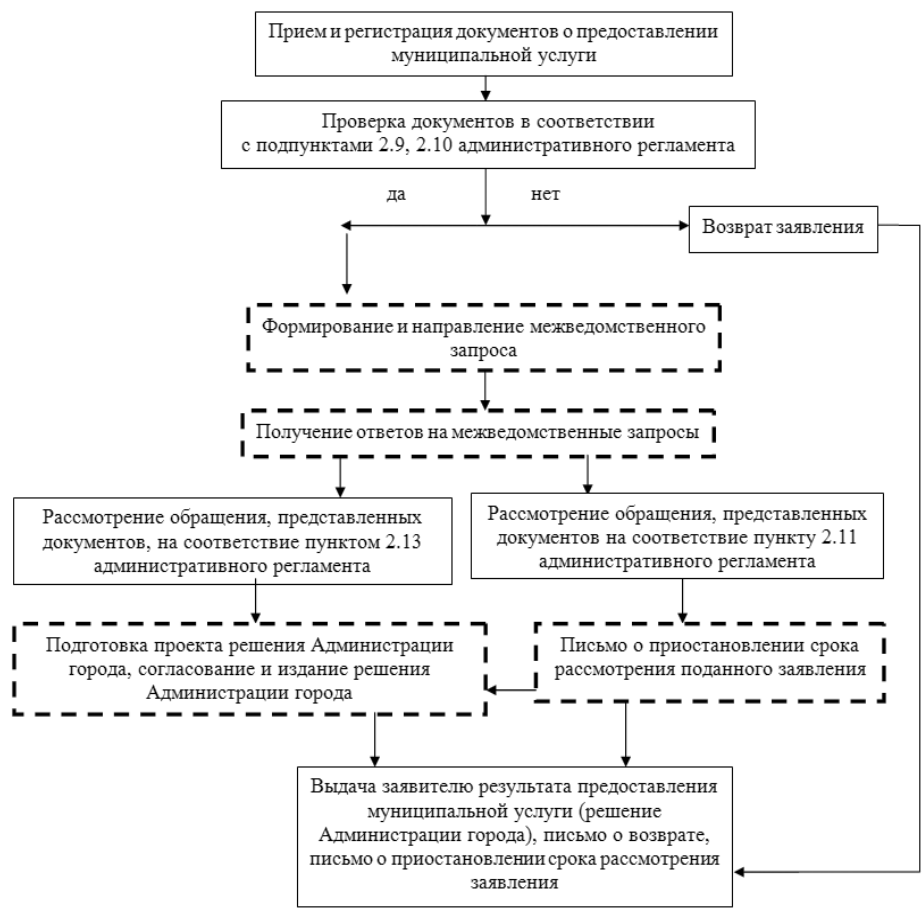 Прием и регистрация документов о предоставлении
муниципальной услуги
Проверка документов в соответствии
с подпунктами 2.9, 2.10 административного регламента
да
нет
Возврат заявления
Формирование и направление межведомственного
запроса
Получение ответов на межведомственные запросы
Рассмотрение обращения, представленных
документов, на соответствие пунктом 2.13
административного регламента
Рассмотрение обращения, представленных
документов на соответствие пункту 2.11
административного регламента
Подготовка проекта решения Администрации
города, согласование и издание решения
Администрации города
Письмо о приостановлении срока
рассмотрения поданного заявления
Выдача заявителю результата предоставления
муниципальной услуги (решение
Администрации города), письмо о возврате,
письмо о приостановлении срока рассмотрения
заявления